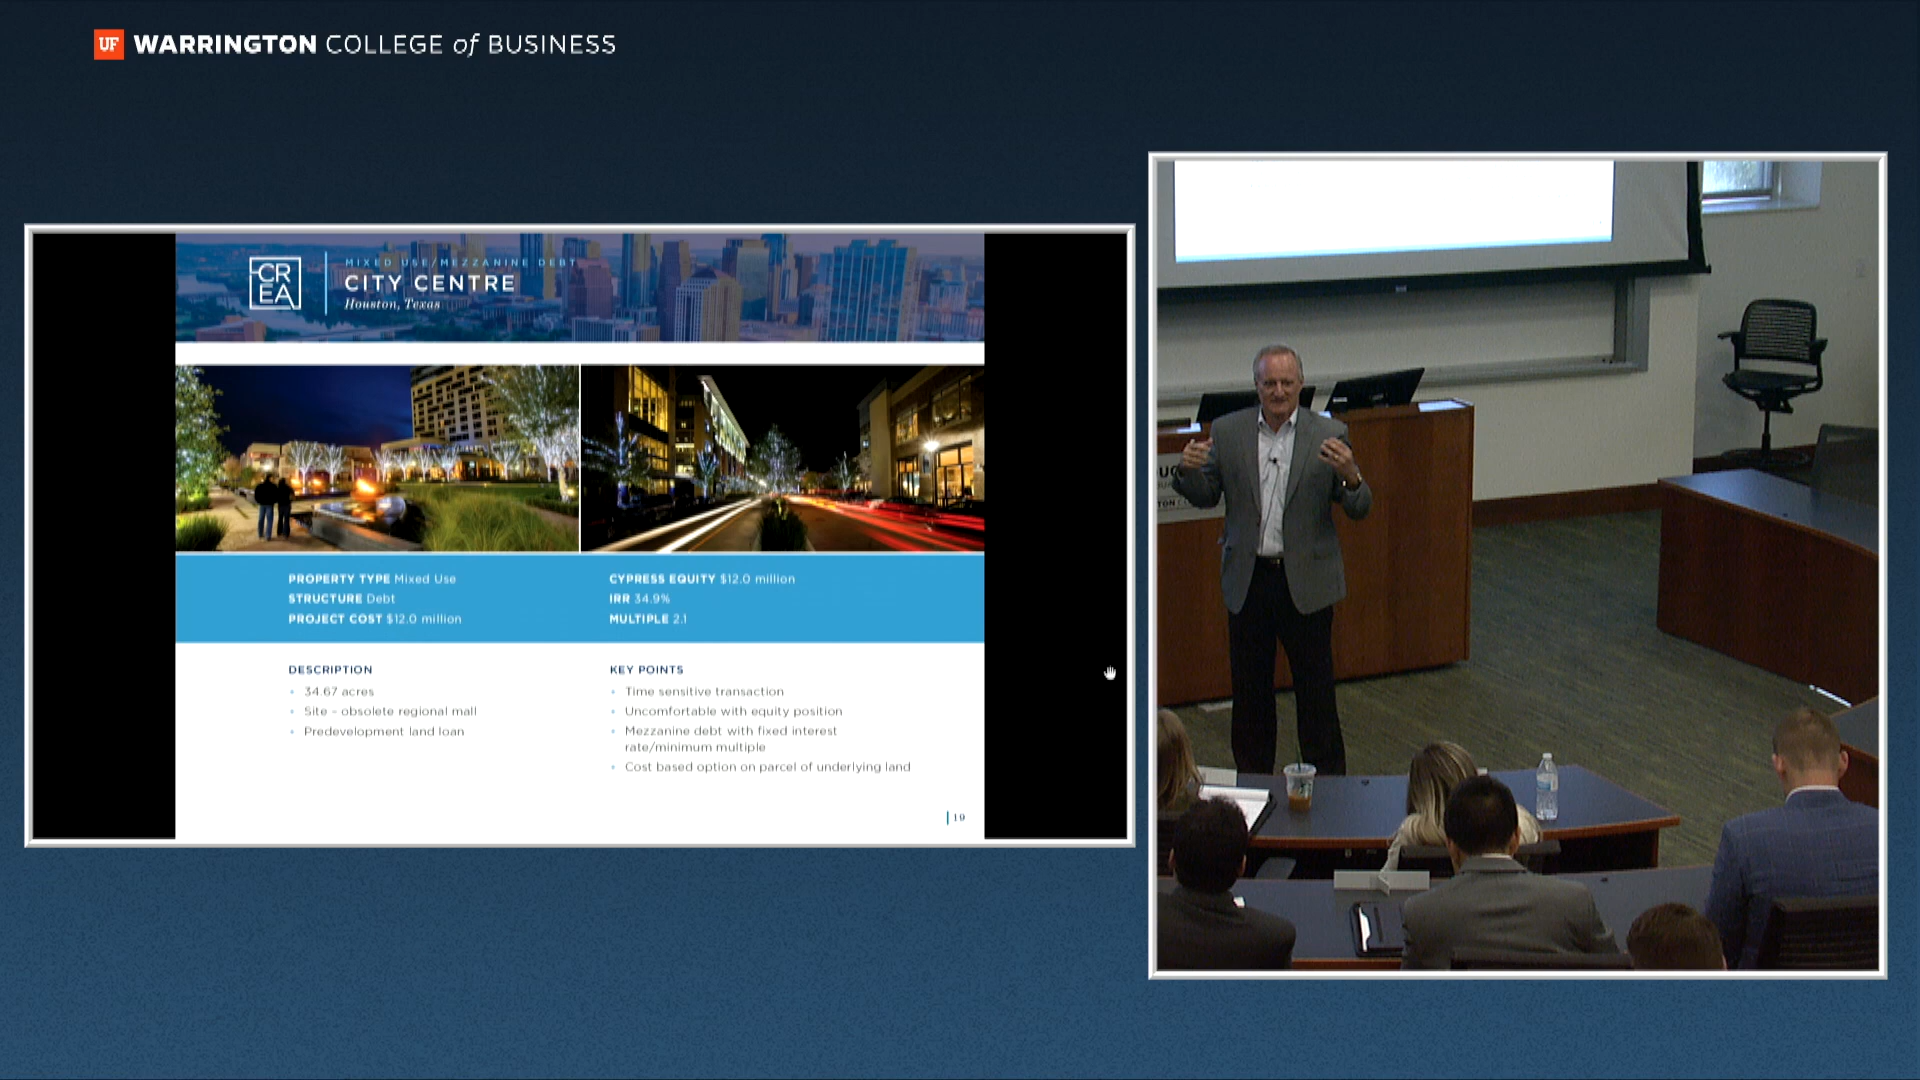 UF WARRINGTON COLLEGE of BUSINESS
CR
EA
MIXED USE/MEZZANINE DEBT
CITY CENTRE
Houston, Texas
PROPERTY TYPE Mixed Use
STRUCTURE Debt
PROJECT COST $12.0 million
CYPRESS EQUITY $12.0 million
IRR 34.9%
MULTIPLE 2.1
DESCRIPTION
• 34.67 acres
• Site – obsolete regional mall
• Predevelopment land loan
KEY POINTS
• Time sensitive transaction
• Uncomfortable with equity position
• Mezzanine debt with fixed interest
rate/minimum multiple
• Cost based option on parcel of underlying land
19